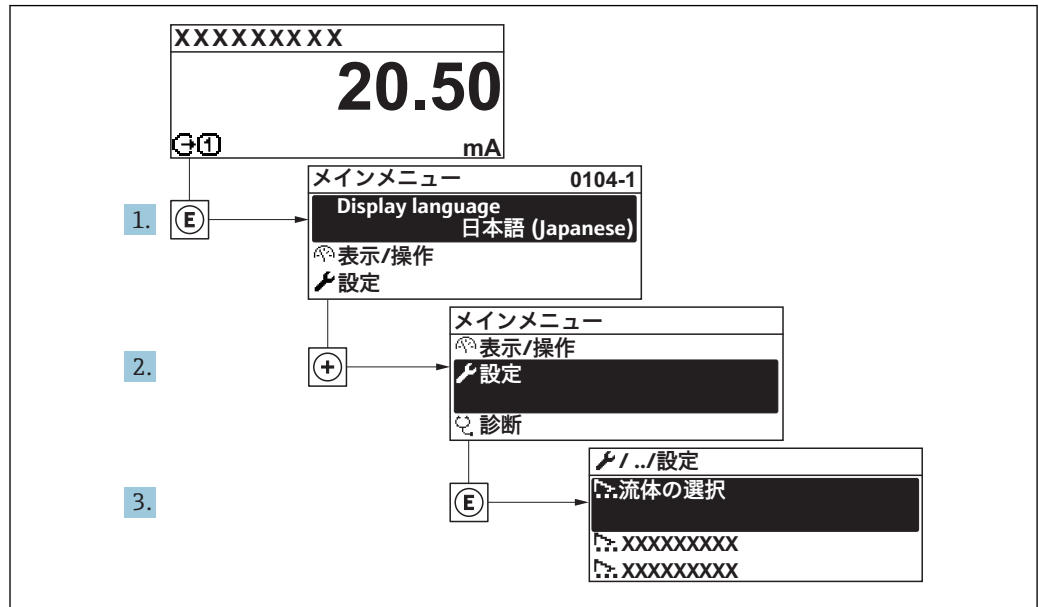 XXXXXXXXX
20.50
mA
1.
E
メインメニュー 0104-1
Display language
日本語 (Japanese)
表示/操作
設定
2.
+
メインメニュー
表示/操作
設定
診断
3.
E
/ ../設定
流体の選択
XXXXXXXXX
XXXXXXXXX